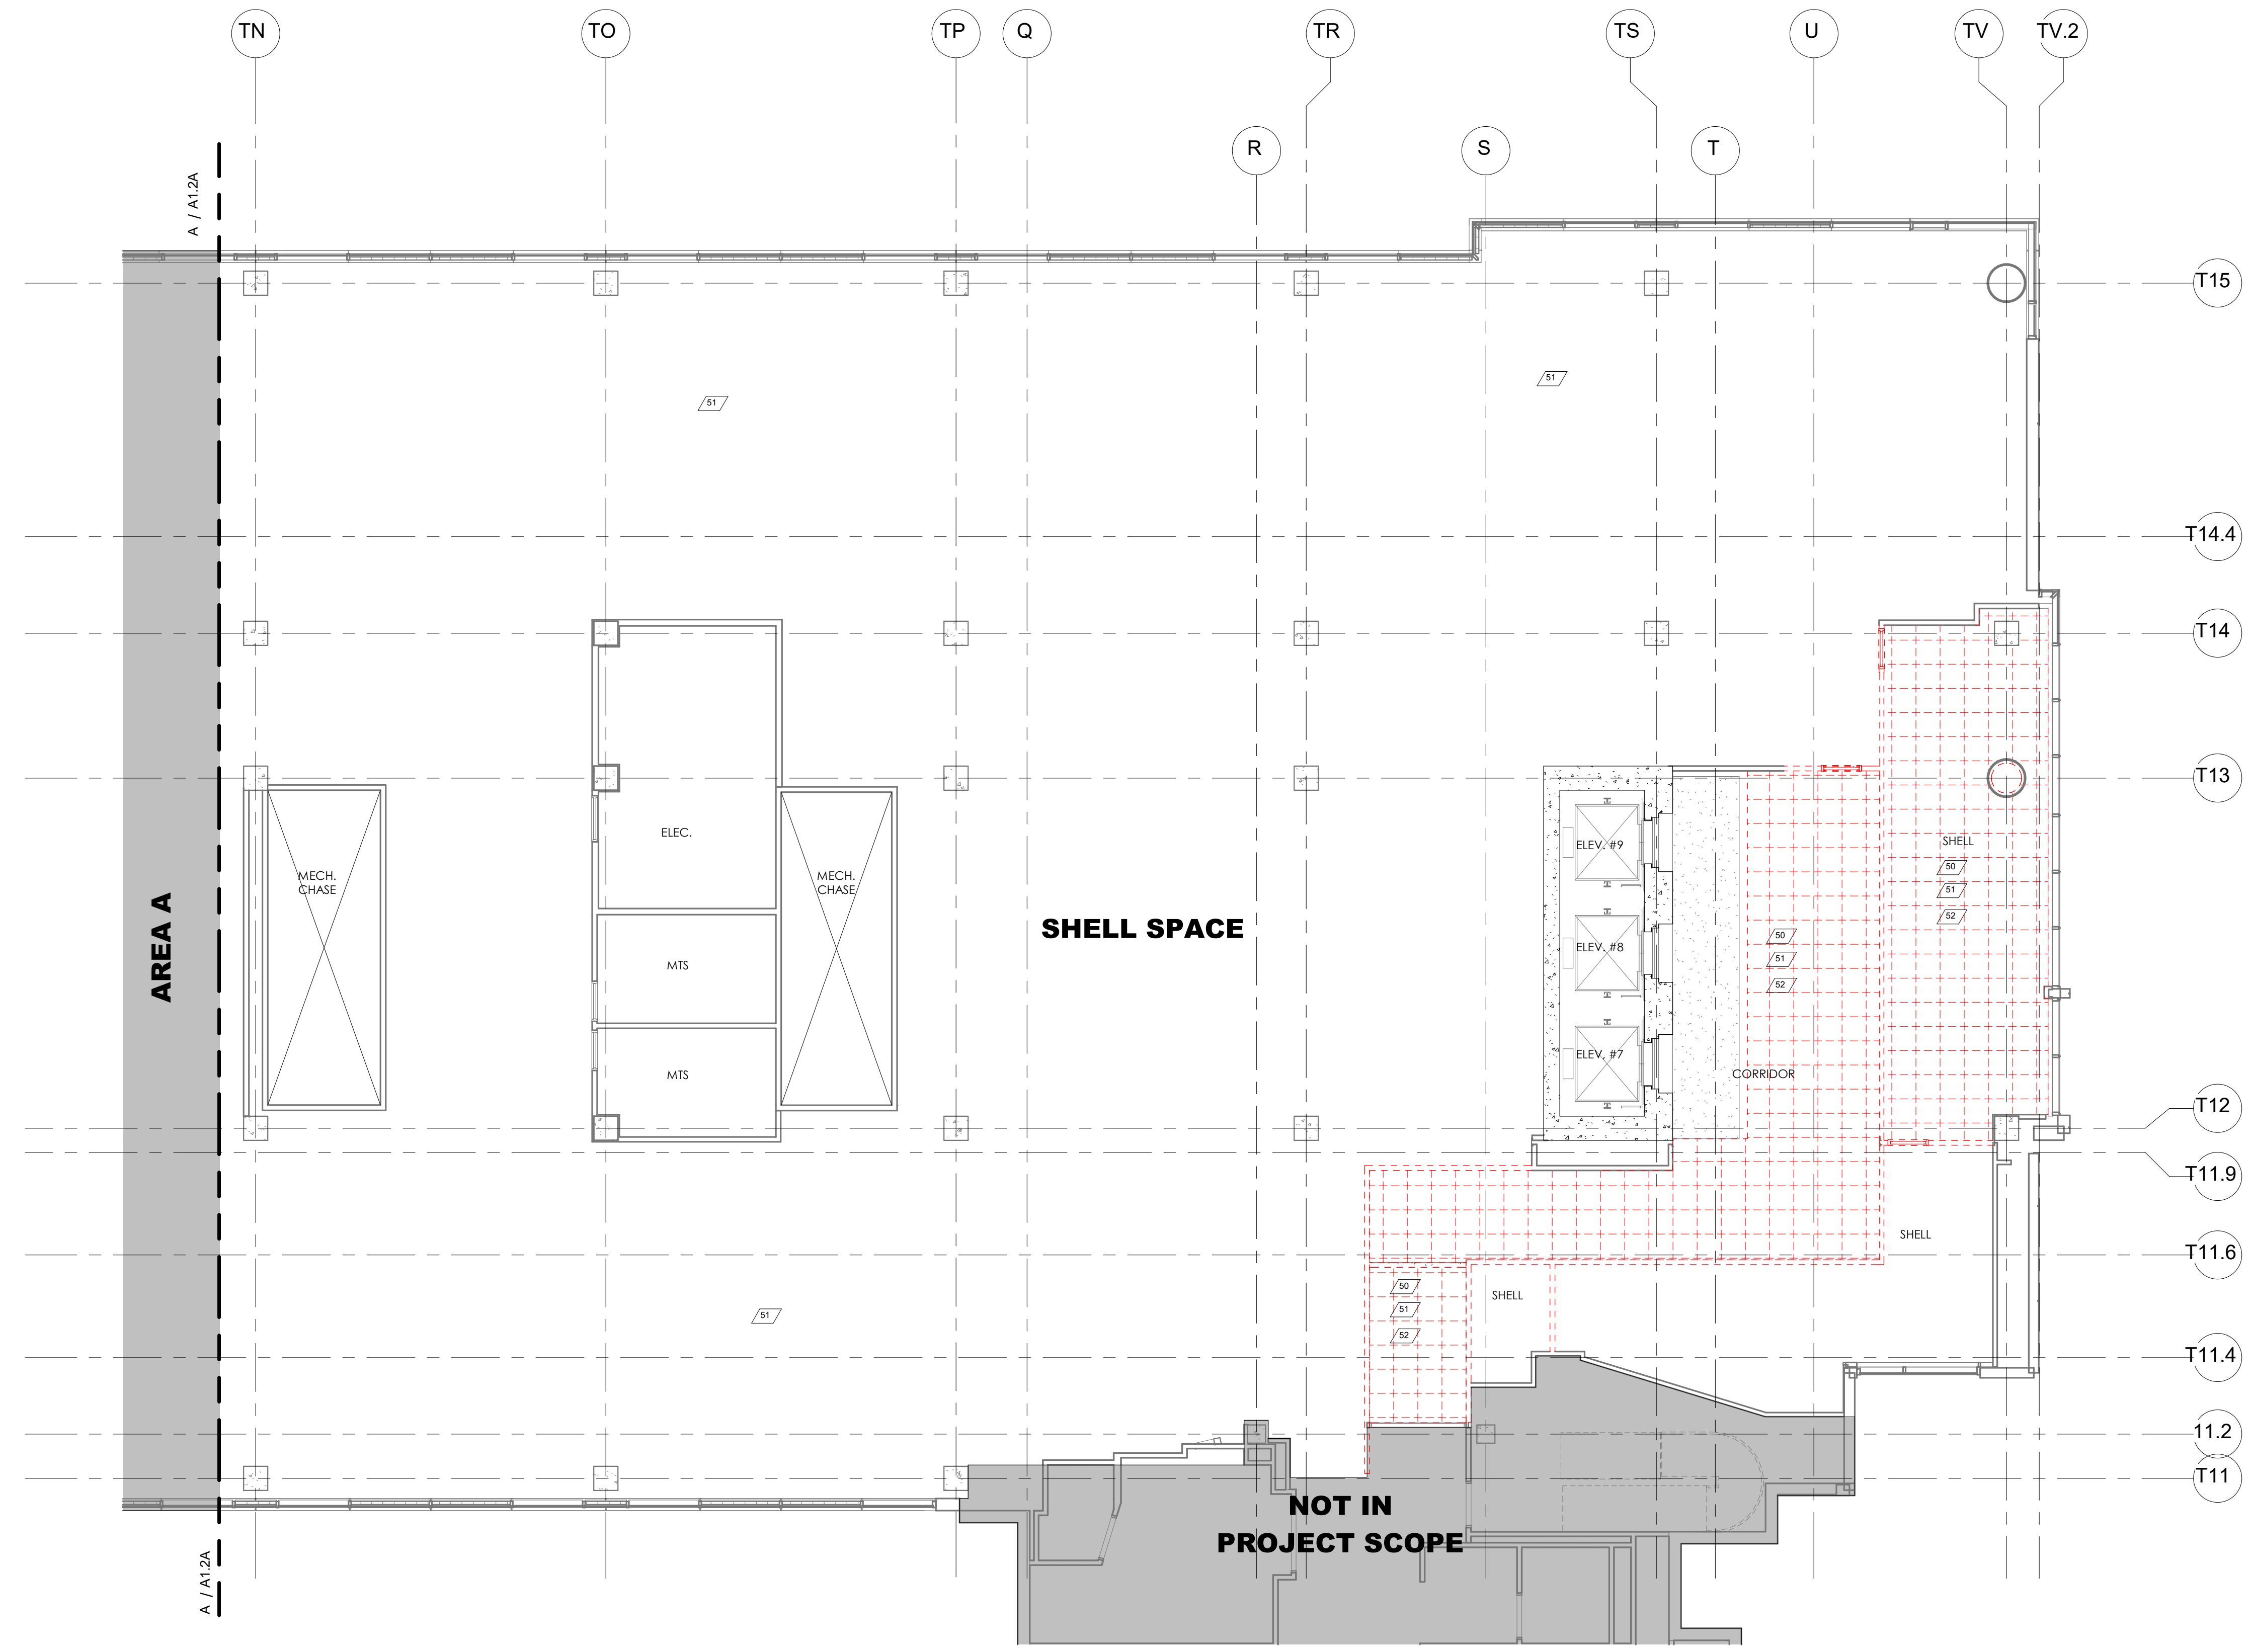 TN
TO
TP
Q
TR
TS
U
TV
TV.2
R
S
T
A / A1.2A
T15
51
51
T14.4
T14
T13
ELEC.
ELEV. #9
SHELL
MECH.
CHASE
MECH.
CHASE
50
51
52
AREA A
SHELL SPACE
ELEV. #8
50
51
52
MTS
ELEV. #7
MTS
CORRIDOR
T12
T11.9
SHELL
T11.6
50
51
52
SHELL
51
T11.4
11.2
T11
NOT IN
PROJECT SCOPE
A / A1.2A